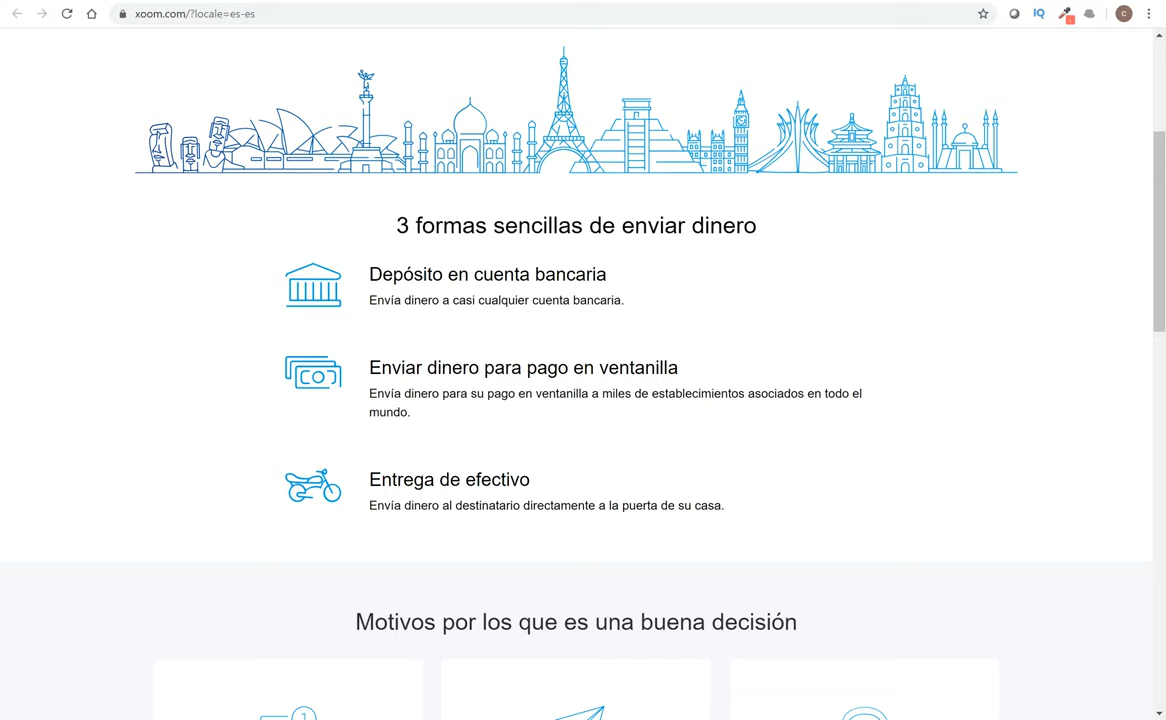 xoom.com/?locale=es-es
IQ
c
3 formas sencillas de enviar dinero
Depósito en cuenta bancaria
Envía dinero a casi cualquier cuenta bancaria.
Enviar dinero para pago en ventanilla
Envía dinero para su pago en ventanilla a miles de establecimientos asociados en todo el
mundo.
Entrega de efectivo
Envía dinero al destinatario directamente a la puerta de su casa.
Motivos por los que es una buena decisión
1